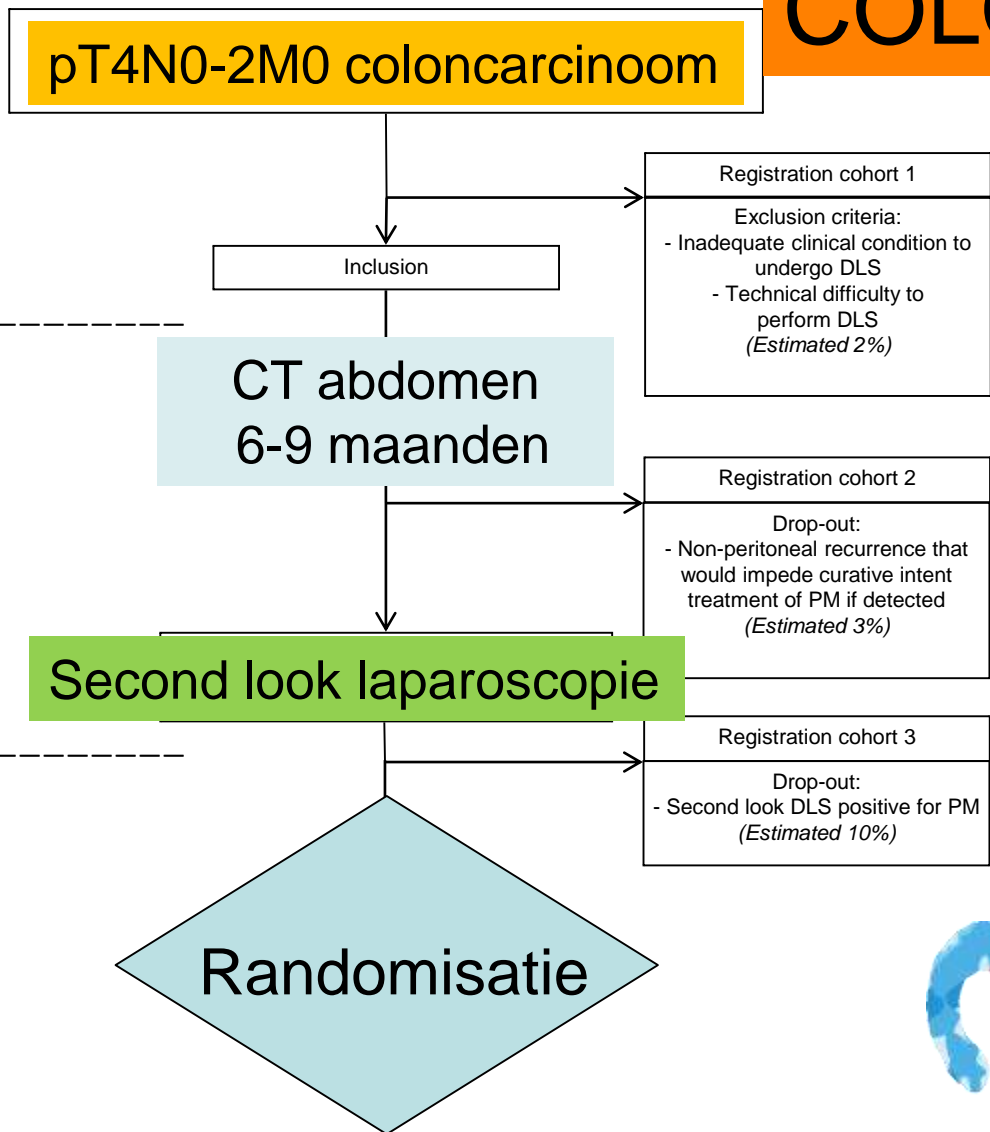 COLO
pT4N0-2M0 coloncarcinoom
Registration cohort 1
Exclusion criteria:
- Inadequate clinical condition to
undergo DLS
- Technical difficulty to
perform DLS
(Estimated 2%)
Inclusion
CT abdomen
6-9 maanden
Registration cohort 2
Drop-out:
- Non-peritoneal recurrence that
would impede curative intent
treatment of PM if detected
(Estimated 3%)
Second look laparoscopie
Registration cohort 3
Drop-out:
- Second look DLS positive for PM
(Estimated 10%)
Randomisatie